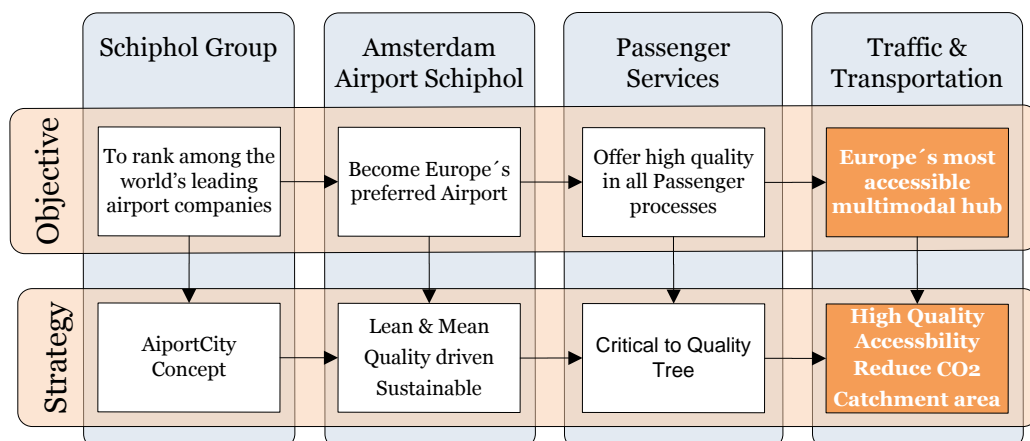 Schiphol Group
Amsterdam
Airport Schiphol
Passenger
Services
Traffic &
Transportation
Objective
To rank among the
world's leading
airport companies
Become Europe´s
preferred Airport
Offer high quality
in all Passenger
processes
Europe´s most
accessible
multimodal hub
Strategy
AiportCity
Concept
Lean & Mean
Quality driven
Sustainable
Critical to Quality
Tree
High Quality
Accessbility
Reduce CO2
Catchment area